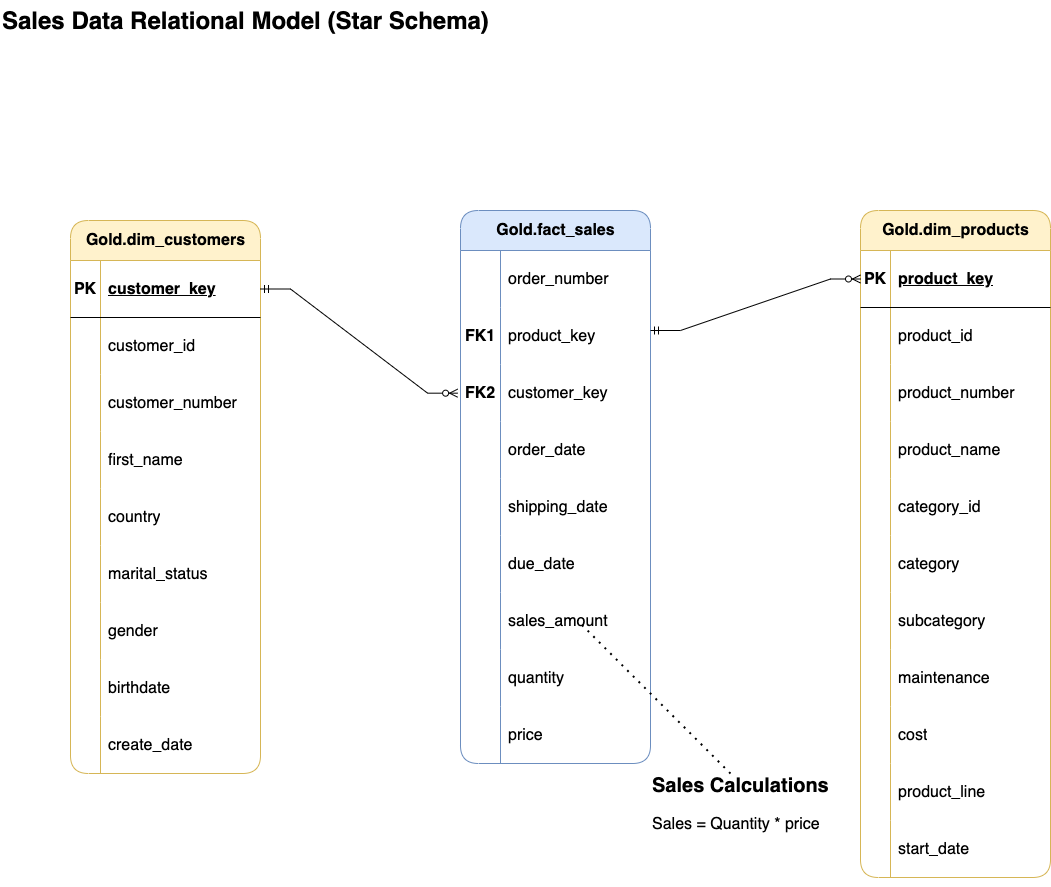 Sales Data Relational Model (Star Schema)
Gold.dim_customers
PK customer_key
customer_id
customer_number
first_name
country
marital_status
gender
birthdate
create_date
Gold.fact_sales
order_number
FK1 product_key
FK2 customer_key
order_date
shipping_date
due_date
sales_amount
quantity
price
Sales Calculations
Sales = Quantity * price
Gold.dim_products
PK product_key
product_id
product_number
product_name
category_id
category
subcategory
maintenance
cost
product_line
start_date